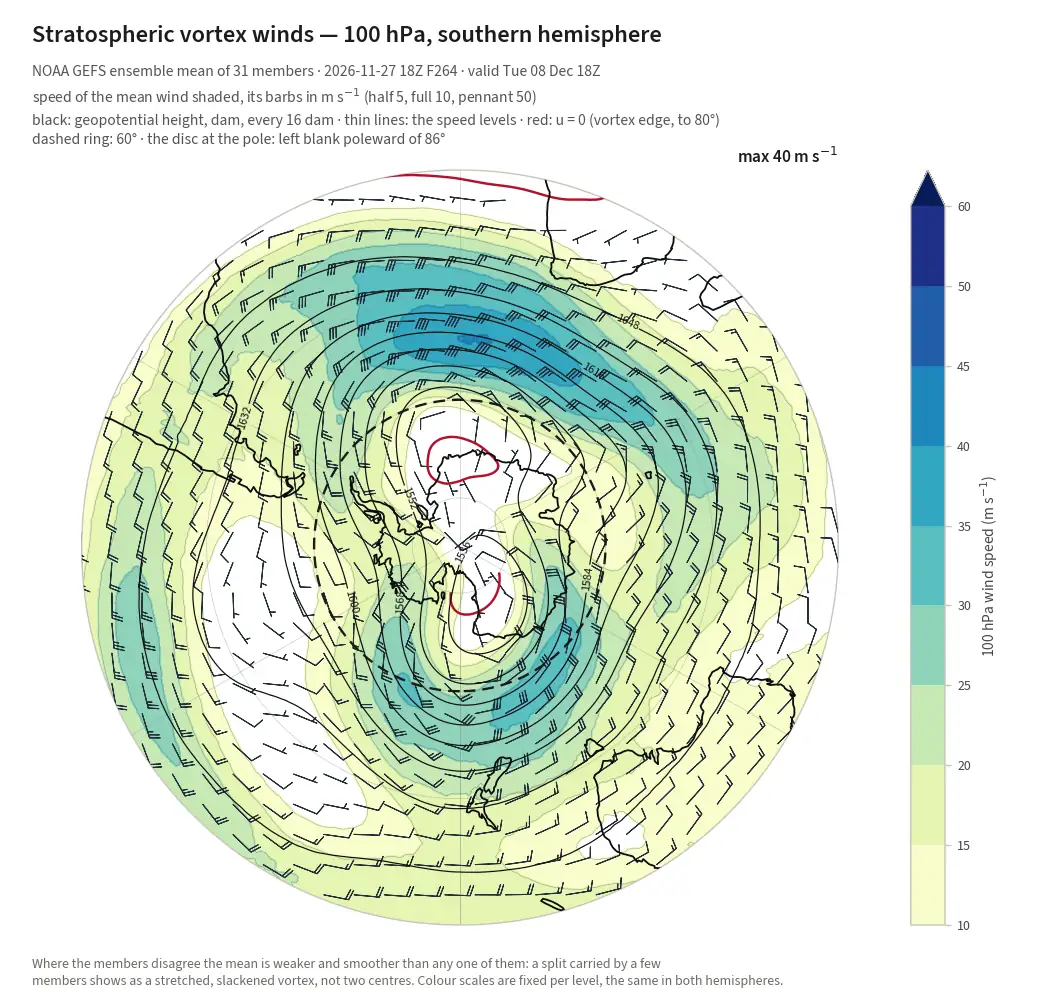 Stratospheric vortex winds — 100 hPa, southern hemisphere
NOAA GEFS ensemble mean of 31 members · 2026-11-27 18Z F264 · valid Tue 08 Dec 18Z
speed of the mean wind shaded, its barbs in m s⁻¹ (half 5, full 10, pennant 50)
black: geopotential height, dam, every 16 dam · thin lines: the speed levels · red: u = 0 (vortex edge, to 80°)
dashed ring: 60° · the disc at the pole: left blank poleward of 86°
max 40 m s⁻¹
60
50
45
40
35
30
25
20
15
10
100 hPa wind speed (m s⁻¹)
1648
1616
1632
1552
1536
1584
1600
1568
Where the members disagree the mean is weaker and smoother than any one of them: a split carried by a few
members shows as a stretched, slackened vortex, not two centres. Colour scales are fixed per level, the same in both hemispheres.